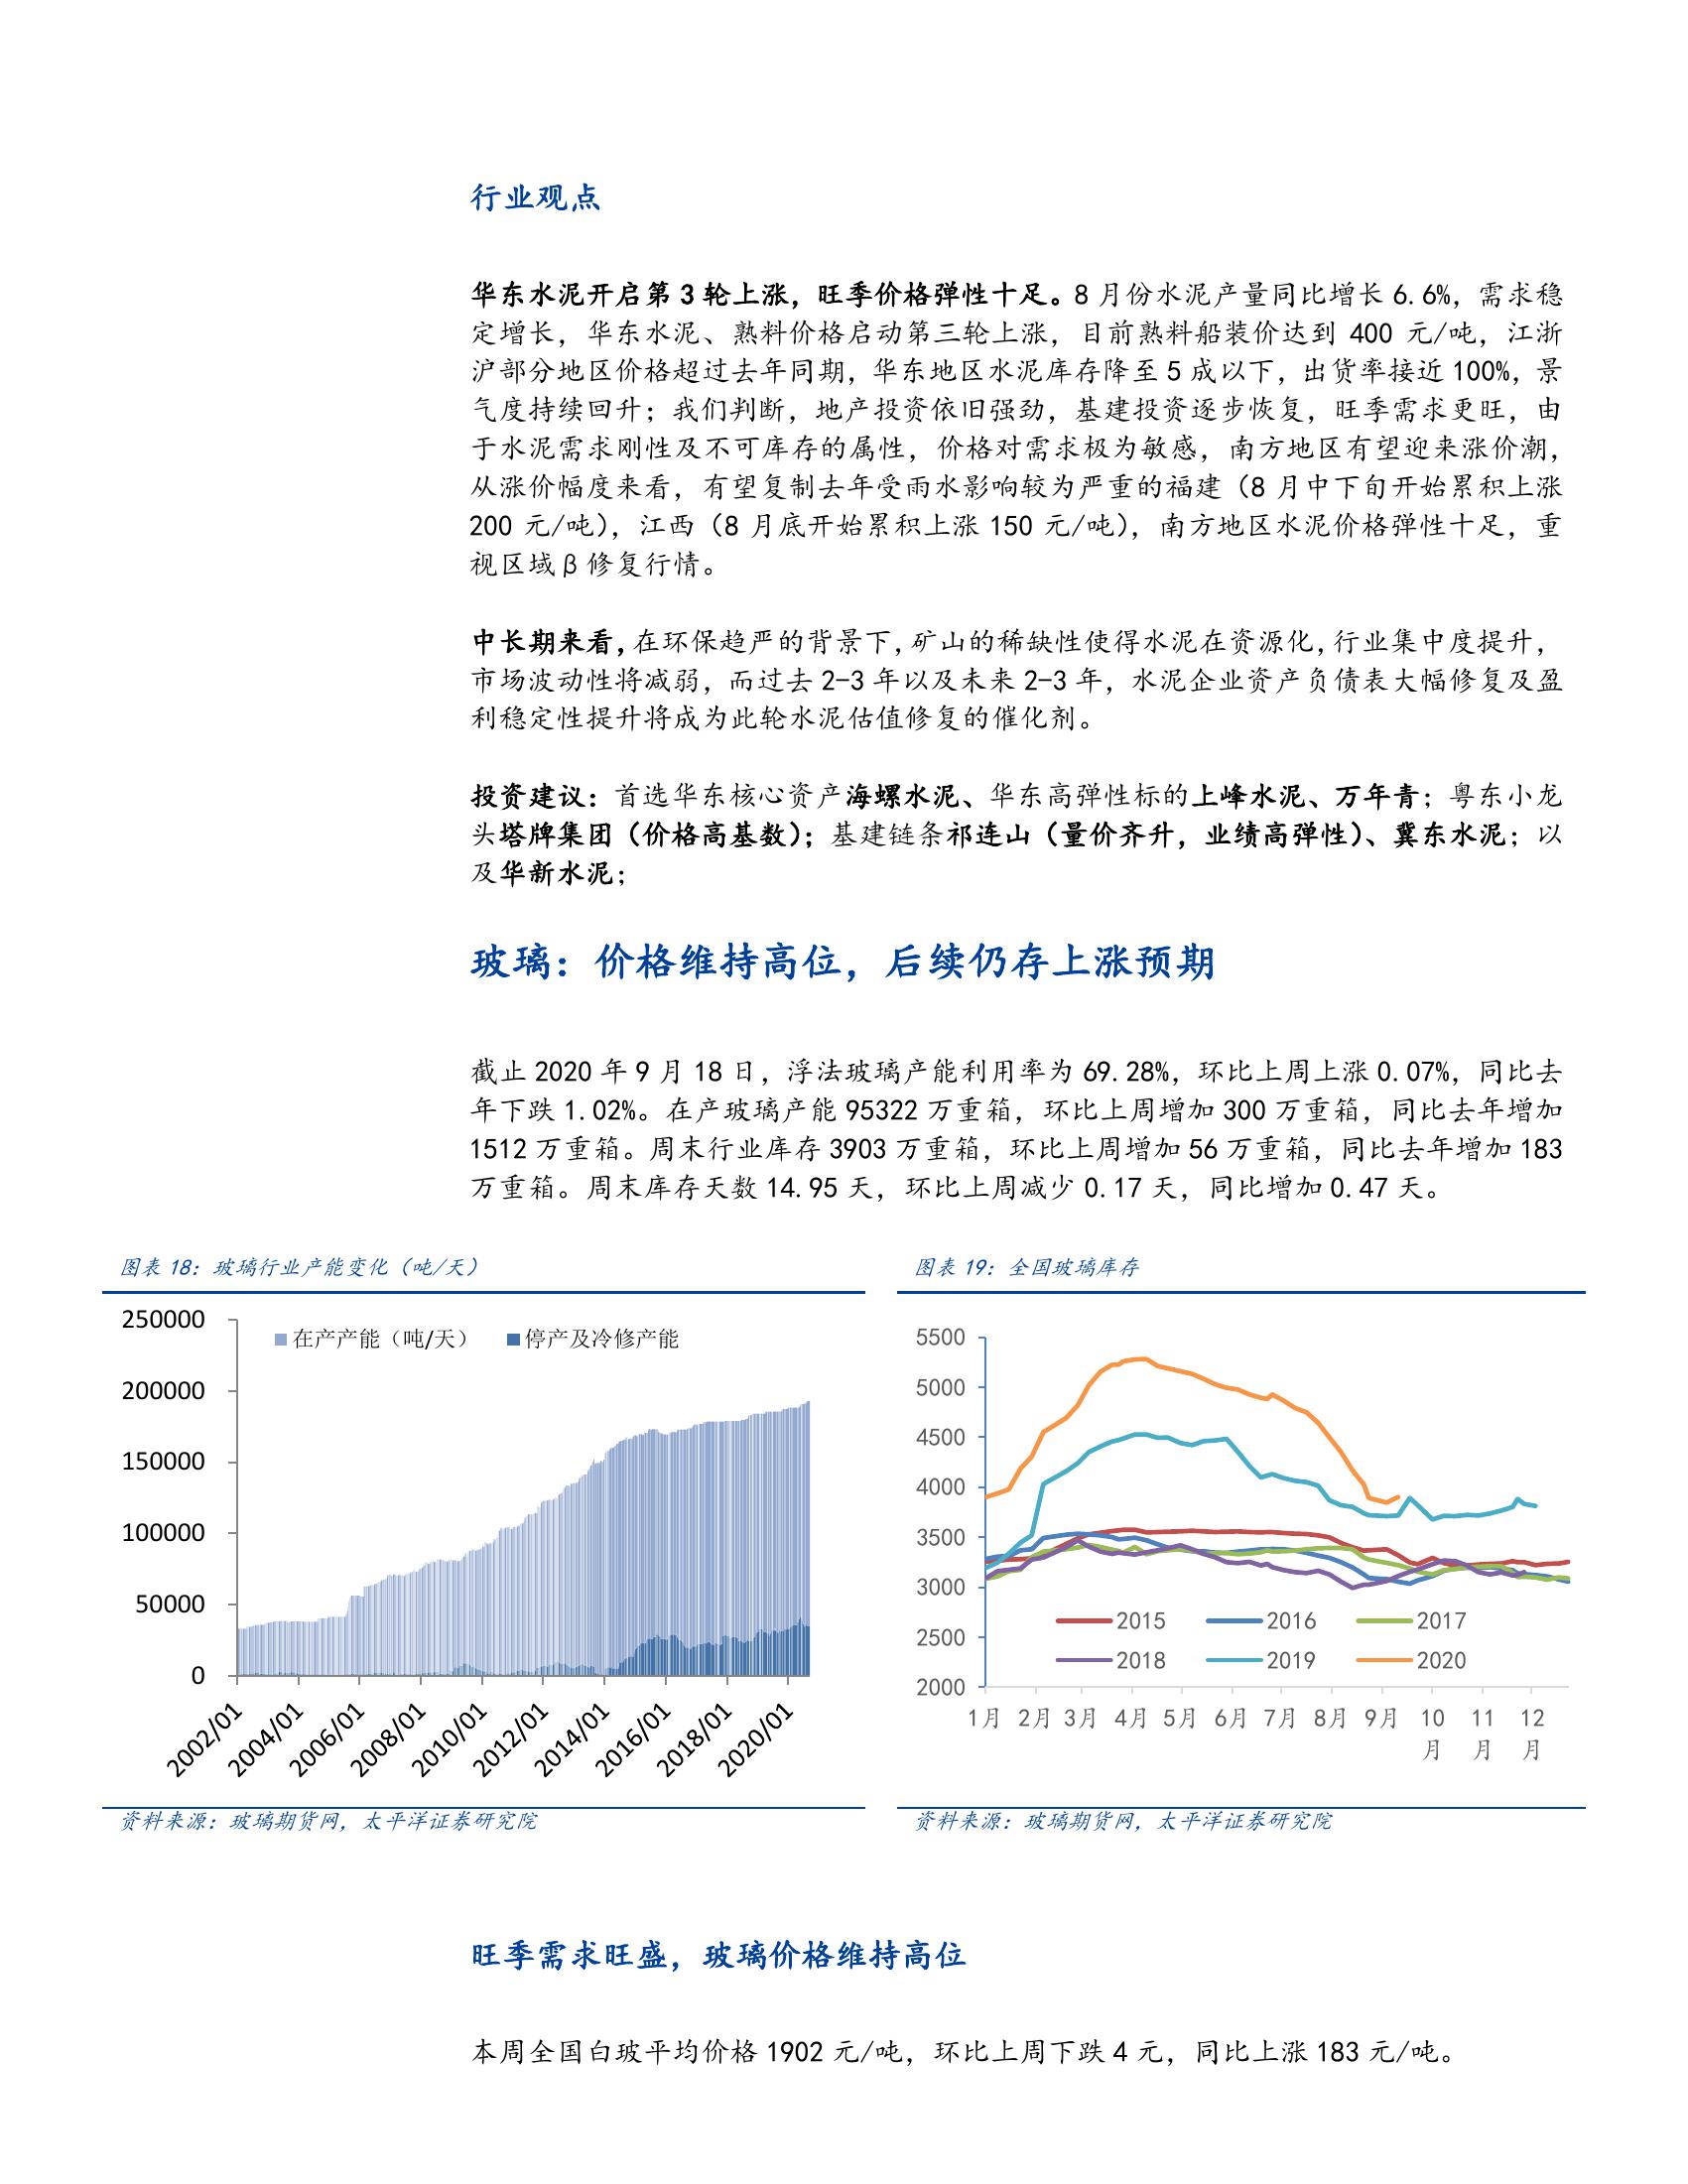 行业观点
华东水泥开启第 3 轮上涨，旺季价格弹性十足。8 月份水泥产量同比增长 6.6%，需求稳
定增长，华东水泥、熟料价格启动第三轮上涨，目前熟料船装价达到 400 元/吨，江浙
沪部分地区价格超过去年同期，华东地区水泥库存降至 5 成以下，出货率接近 100%，景
气度持续回升；我们判断，地产投资依旧强劲，基建投资逐步恢复，旺季需求更旺，由
于水泥需求刚性及不可库存的属性，价格对需求极为敏感，南方地区有望迎来涨价潮，
从涨价幅度来看，有望复制去年受雨水影响较为严重的福建（8 月中下旬开始累积上涨
200 元/吨），江西（8 月底开始累积上涨 150 元/吨），南方地区水泥价格弹性十足，重
视区域β修复行情。
中长期来看，在环保趋严的背景下，矿山的稀缺性使得水泥在资源化，行业集中度提升，
市场波动性将减弱，而过去 2-3 年以及未来 2-3 年，水泥企业资产负债表大幅修复及盈
利稳定性提升将成为此轮水泥估值修复的催化剂。
投资建议：首选华东核心资产海螺水泥、华东高弹性标的上峰水泥、万年青；粤东小龙
头塔牌集团（价格高基数）；基建链条祁连山（量价齐升，业绩高弹性）、冀东水泥；以
及华新水泥；
玻璃：价格维持高位，后续仍存上涨预期
截止 2020 年 9 月 18 日，浮法玻璃产能利用率为 69.28%，环比上周上涨 0.07%，同比去
年下跌 1.02%。在产玻璃产能 95322 万重箱，环比上周增加 300 万重箱，同比去年增加
1512 万重箱。周末行业库存 3903 万重箱，环比上周增加 56 万重箱，同比去年增加 183
万重箱。周末库存天数 14.95 天，环比上周减少 0.17 天，同比增加 0.47 天。
图表 18：玻璃行业产能变化（吨/天）
250000
200000
150000
100000
50000
0
在产产能（吨/天） 停产及冷修产能
2002/01 2004/01 2006/01 2008/01 2010/01 2012/01 2014/01 2016/01 2018/01 2020/01
资料来源：玻璃期货网，太平洋证券研究院
图表 19：全国玻璃库存
5500
5000
4500
4000
3500
3000
2500
2000
2015 2016 2017
2018 2019 2020
1月 2月 3月 4月 5月 6月 7月 8月 9月 10月 11月 12月
资料来源：玻璃期货网，太平洋证券研究院
旺季需求旺盛，玻璃价格维持高位
本周全国白玻平均价格 1902 元/吨，环比上周下跌 4 元，同比上涨 183 元/吨。